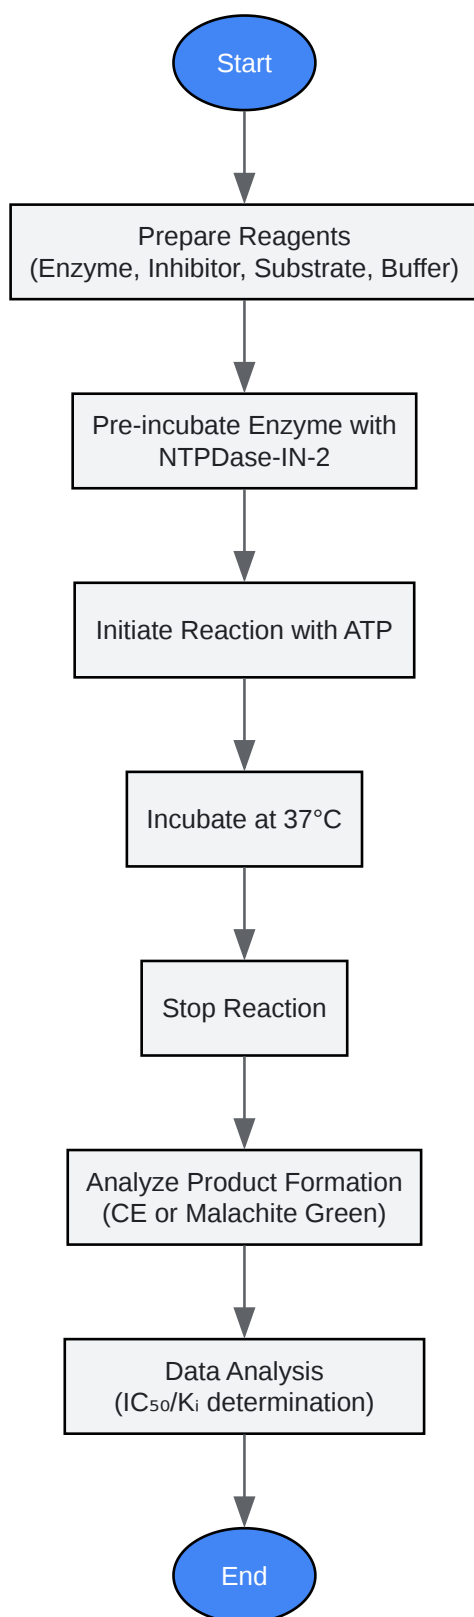 Start
Prepare Reagents
(Enzyme, Inhibitor, Substrate, Buffer)
Pre-incubate Enzyme with
NTPDase-IN-2
Initiate Reaction with ATP
Incubate at 37°C
Stop Reaction
Analyze Product Formation
(CE or Malachite Green)
Data Analysis
(IC₅₀/Kᵢ determination)
End